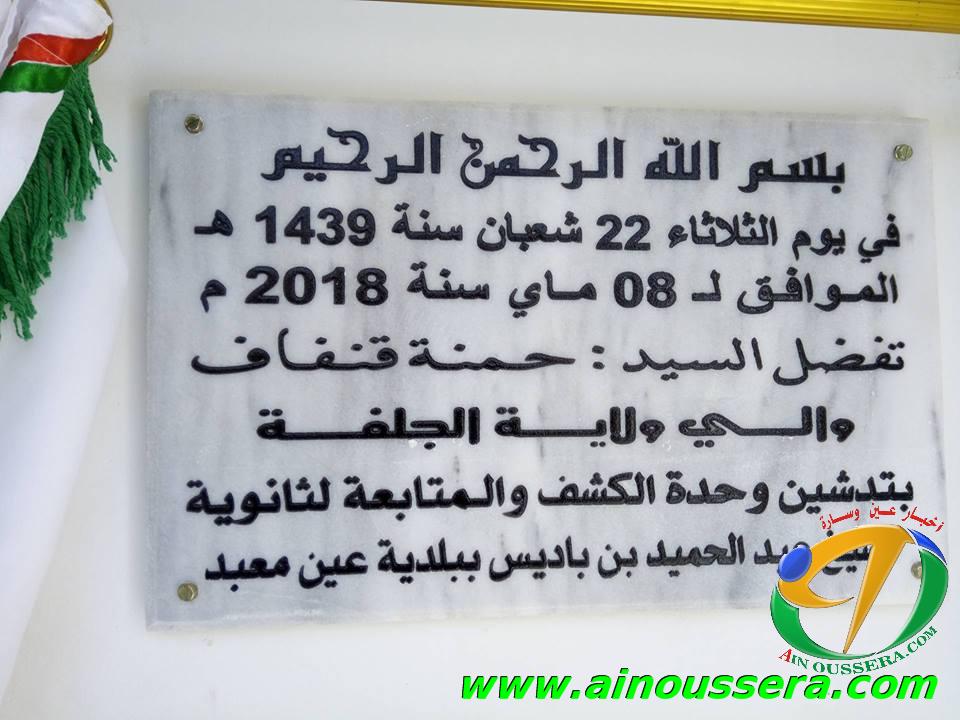 بسم الله الرحمن الرحيم
في يوم الثلاثاء 22 شعبان سنة 1439 هـ
الموافق لـ 08 ماي سنة 2018 م
تفضل السيد : حمنة قنفاف
والي ولاية الجلفة
بتدشين وحدة الكشف والمتابعة لثانوية
عبد الحميد بن باديس ببلدية عين معبد
أخبار عين وسارة
AIN OUSSERA.COM
www.ainoussera.com